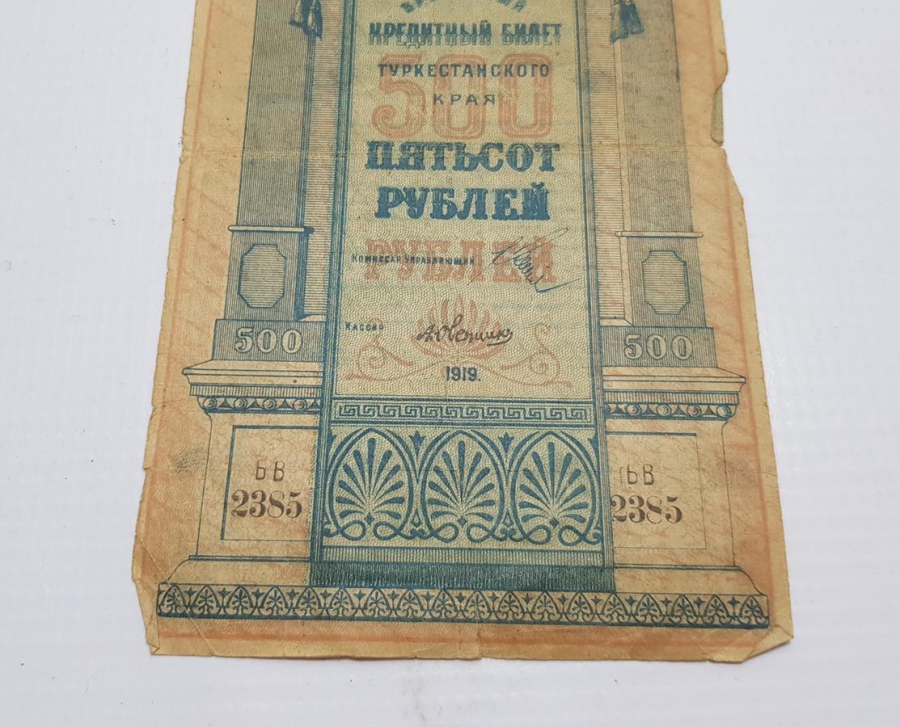 КРЕДИТНЫЙ БИЛЕТ
ТУРКЕСТАНСКОГО
КРАЯ
500
ПЯТЬСОТ
РУБЛЕЙ
РУБЛЕЙ
Комиссар Управляющий
Кассир
500
500
1919.
БВ
2385
БВ
2385